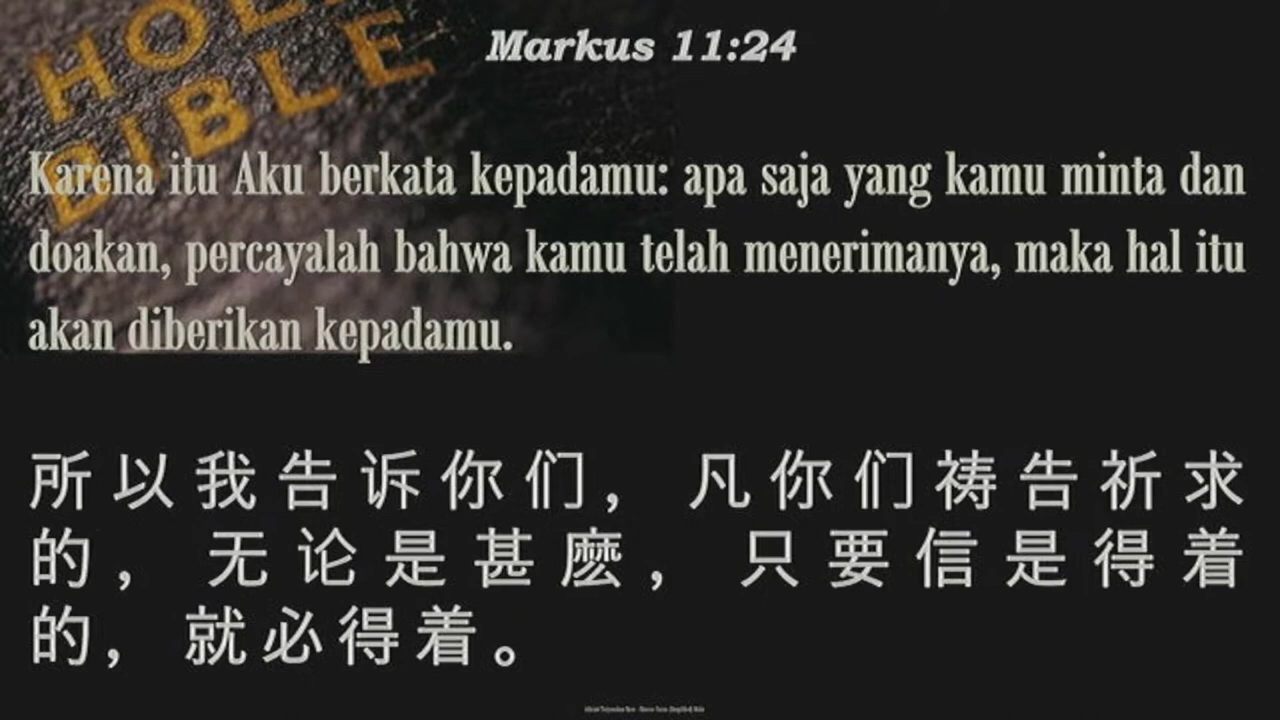 HOLY
BIBLE
Markus 11:24
Karena itu Aku berkata kepadamu: apa saja yang kamu minta dan
doakan, percayalah bahwa kamu telah menerimanya, maka hal itu
akan diberikan kepadamu.
所以我告诉你们， 凡你们祷告祈求
的， 无论是甚麽， 只要信是得着
的， 就必得着。